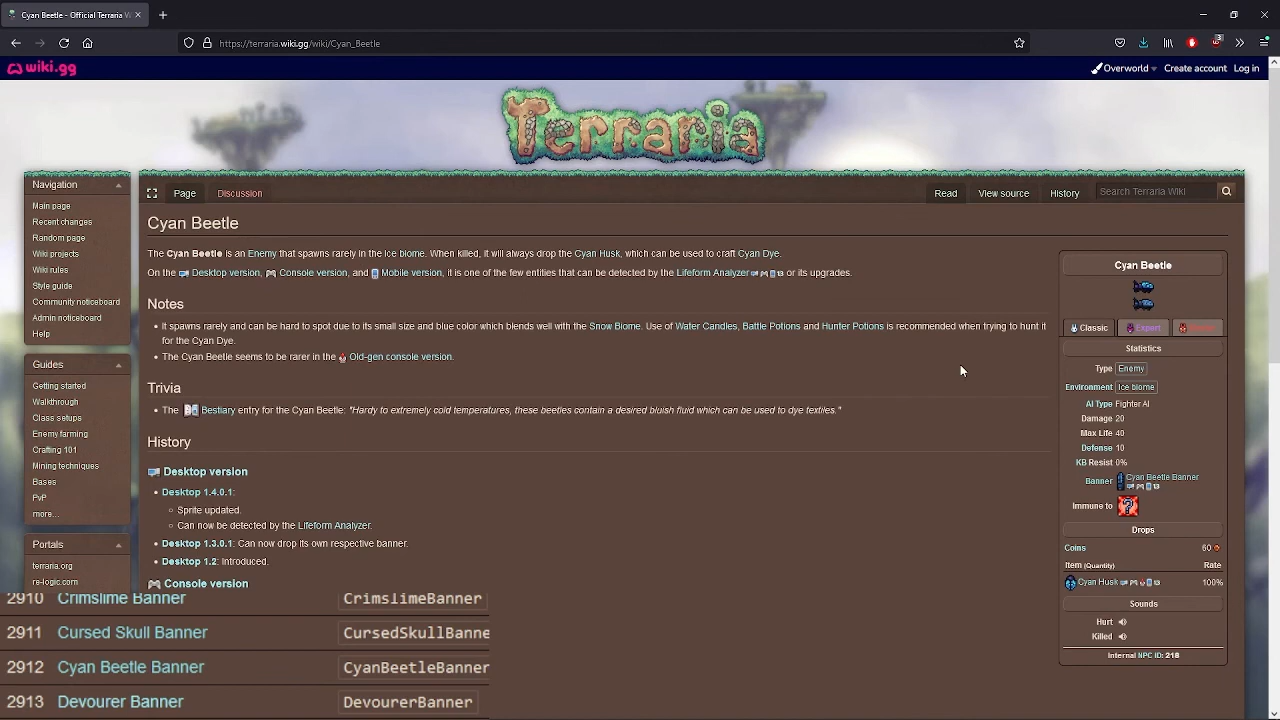 Cyan Beetle - Official Terraria W
https://terraria.wiki.gg/wiki/Cyan_Beetle
3
wiki.gg
Overworld
Create account
Log in
Terraria
Navigation
Main page
Recent changes
Random page
Wiki projects
Wiki rules
Style guide
Community noticeboard
Admin noticeboard
Help
Guides
Getting started
Walkthrough
Class setups
Enemy farming
Crafting 101
Mining techniques
Bases
PvP
more...
Portals
terraria.org
re-logic.com
Page
Discussion
Read
View source
History
Search Terraria Wiki
Cyan Beetle
The Cyan Beetle is an Enemy that spawns rarely in the Ice biome. When killed, it will always drop the Cyan Husk, which can be used to craft Cyan Dye.
On the Desktop version, Console version, and Mobile version, it is one of the few entities that can be detected by the Lifeform Analyzer or its upgrades.
Notes
• It spawns rarely and can be hard to spot due to its small size and blue color which blends well with the Snow Biome. Use of Water Candles, Battle Potions and Hunter Potions is recommended when trying to hunt it
for the Cyan Dye.
• The Cyan Beetle seems to be rarer in the Old-gen console version.
Trivia
• The Bestiary entry for the Cyan Beetle: "Hardy to extremely cold temperatures, these beetles contain a desired bluish fluid which can be used to dye textiles."
History
Desktop version
• Desktop 1.4.0.1:
Sprite updated.
Can now be detected by the Lifeform Analyzer.
• Desktop 1.3.0.1: Can now drop its own respective banner.
• Desktop 1.2: Introduced.
Console version
Cyan Beetle
Classic
Expert
Statistics
Type Enemy
Environment Ice biome
AI Type Fighter AI
Damage 20
Max Life 40
Defense 10
KB Resist 0%
Banner Cyan Beetle Banner
Immune to ?
Drops
Coins 60
Item (Quantity) Rate
Cyan Husk 100%
Sounds
Hurt
Killed
Internal NPC ID: 218
2910 Crimslime Banner CrimslimeBanner
2911 Cursed Skull Banner CursedSkullBanne
2912 Cyan Beetle Banner CyanBeetleBanner
2913 Devourer Banner DevourerBanner